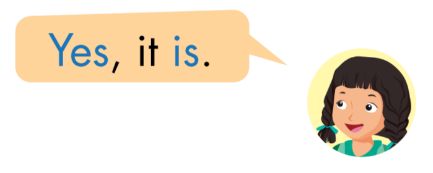 Yes, it is.